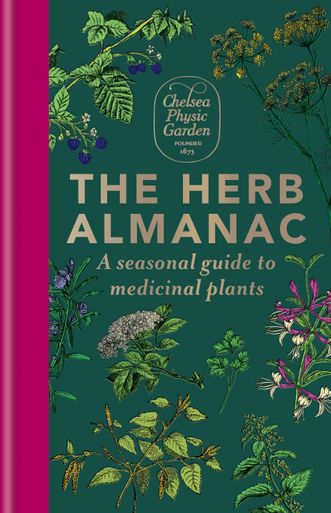 Chelsea
Physic
Garden
FOUNDED
1673
THE HERB
ALMANAC
A seasonal guide to
medicinal plants